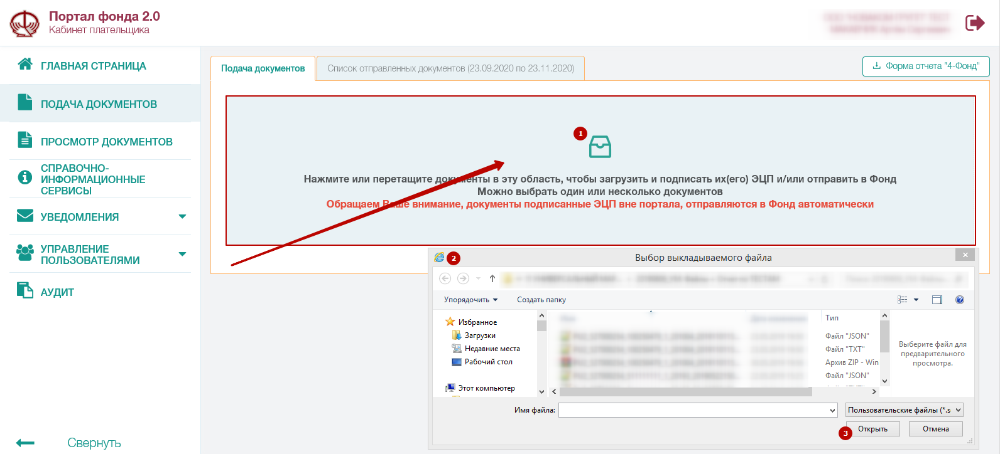 Портал фонда 2.0
Кабинет плательщика
ГЛАВНАЯ СТРАНИЦА
ПОДАЧА ДОКУМЕНТОВ
ПРОСМОТР ДОКУМЕНТОВ
СПРАВОЧНО-
ИНФОРМАЦИОННЫЕ
СЕРВИСЫ
УВЕДОМЛЕНИЯ
УПРАВЛЕНИЕ
ПОЛЬЗОВАТЕЛЯМИ
АУДИТ
Свернуть
Подача документов
Список отправленных документов (23.09.2020 по 23.11.2020)
Форма отчета "4-Фонд"
1
Нажмите или перетащите документы в эту область, чтобы загрузить и подписать их(его) ЭЦП и/или отправить в Фонд
Можно выбрать один или несколько документов
Обращаем Ваше внимание, документы подписанные ЭЦП вне портала, отправляются в Фонд автоматически
2
Выбор выкладываемого файла
Упорядочить
Создать папку
Избранное
Загрузки
Недавние места
Рабочий стол
Этот компьютер
Тип
Файл "JSON"
Файл "TXT"
Архив ZIP - Win
Файл "JSON"
Выберите файл для
предварительного
просмотра.
Имя файла:
Пользовательские файлы (*.s
3
Открыть
Отмена